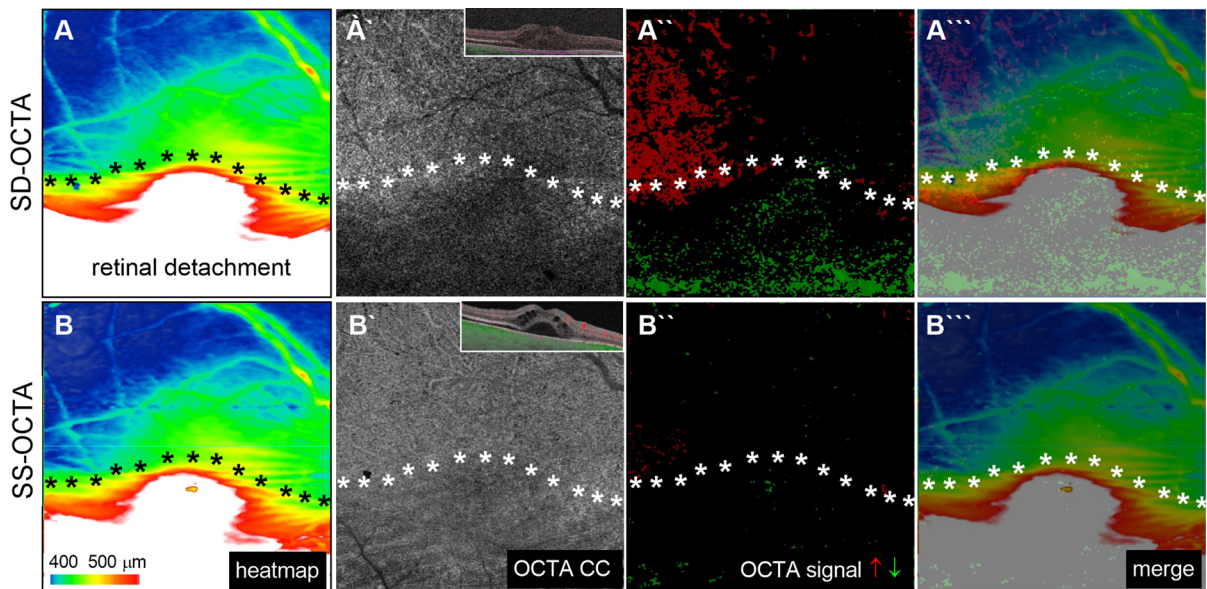 SD-OCTA
A
A`
A``
A```
* * * * * * * * * * * *
* * * * * * * * * * * *
* * * * * * * * * * * *
* * * * * * * * * * * *
retinal detachment
SS-OCTA
B
B`
B``
B```
* * * * * * * * * * * *
* * * * * * * * * * * *
* * * * * * * * * * * *
* * * * * * * * * * * *
400 500 µm
heatmap
OCTA CC
OCTA signal ↑ ↓
merge